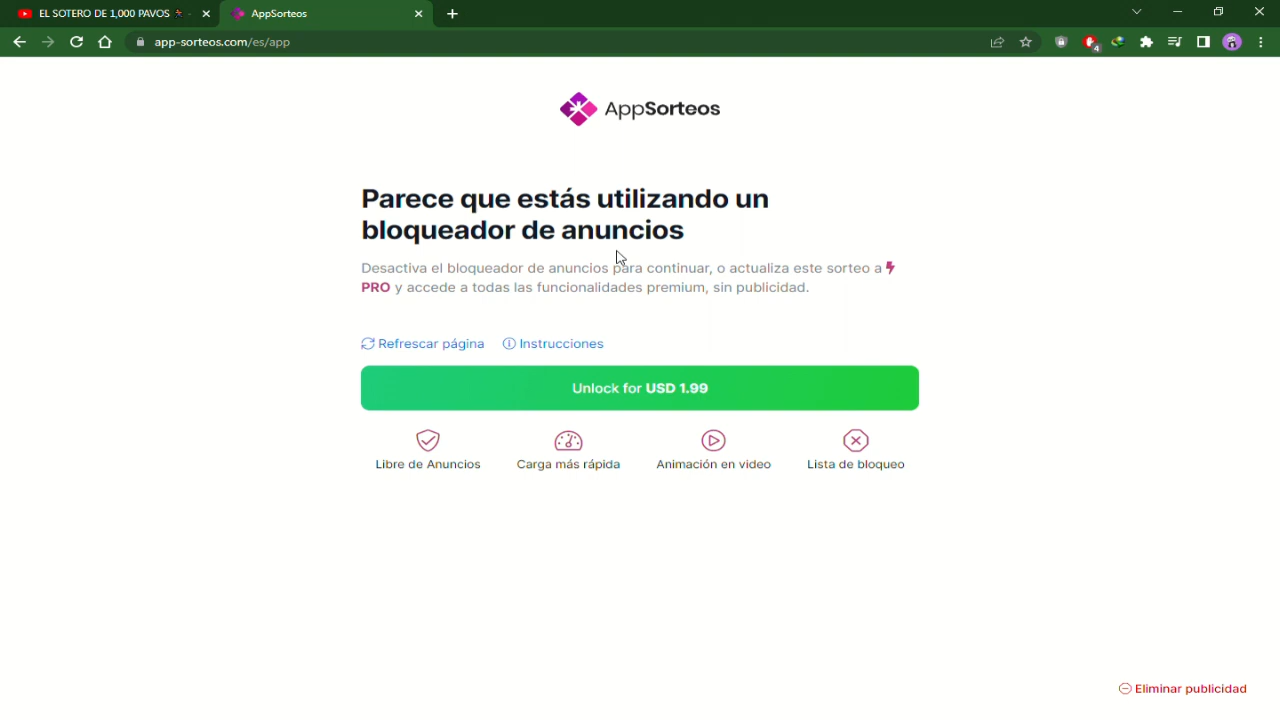 EL SOTERO DE 1,000 PAVOS
AppSorteos
app-sorteos.com/es/app
4
AppSorteos
Parece que estás utilizando un
bloqueador de anuncios
Desactiva el bloqueador de anuncios para continuar, o actualiza este sorteo a
PRO y accede a todas las funcionalidades premium, sin publicidad.
Refrescar página
Instrucciones
Unlock for USD 1.99
Libre de Anuncios
Carga más rápida
Animación en video
Lista de bloqueo
Eliminar publicidad